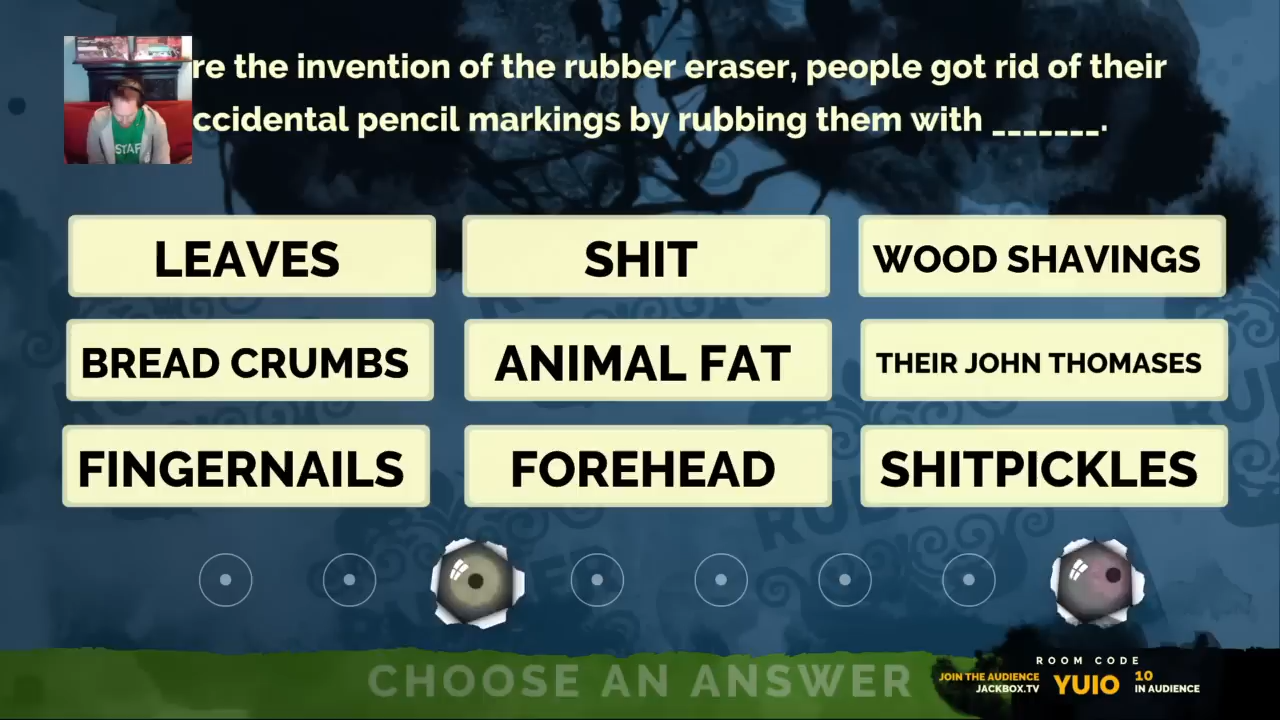 re the invention of the rubber eraser, people got rid of their
ccidental pencil markings by rubbing them with _______.
STAF
LEAVES
SHIT
WOOD SHAVINGS
BREAD CRUMBS
ANIMAL FAT
THEIR JOHN THOMASES
FINGERNAILS
FOREHEAD
SHITPICKLES
CHOOSE AN ANSWER
ROOM CODE
JOIN THE AUDIENCE
JACKBOX.TV
YUIO
10
IN AUDIENCE